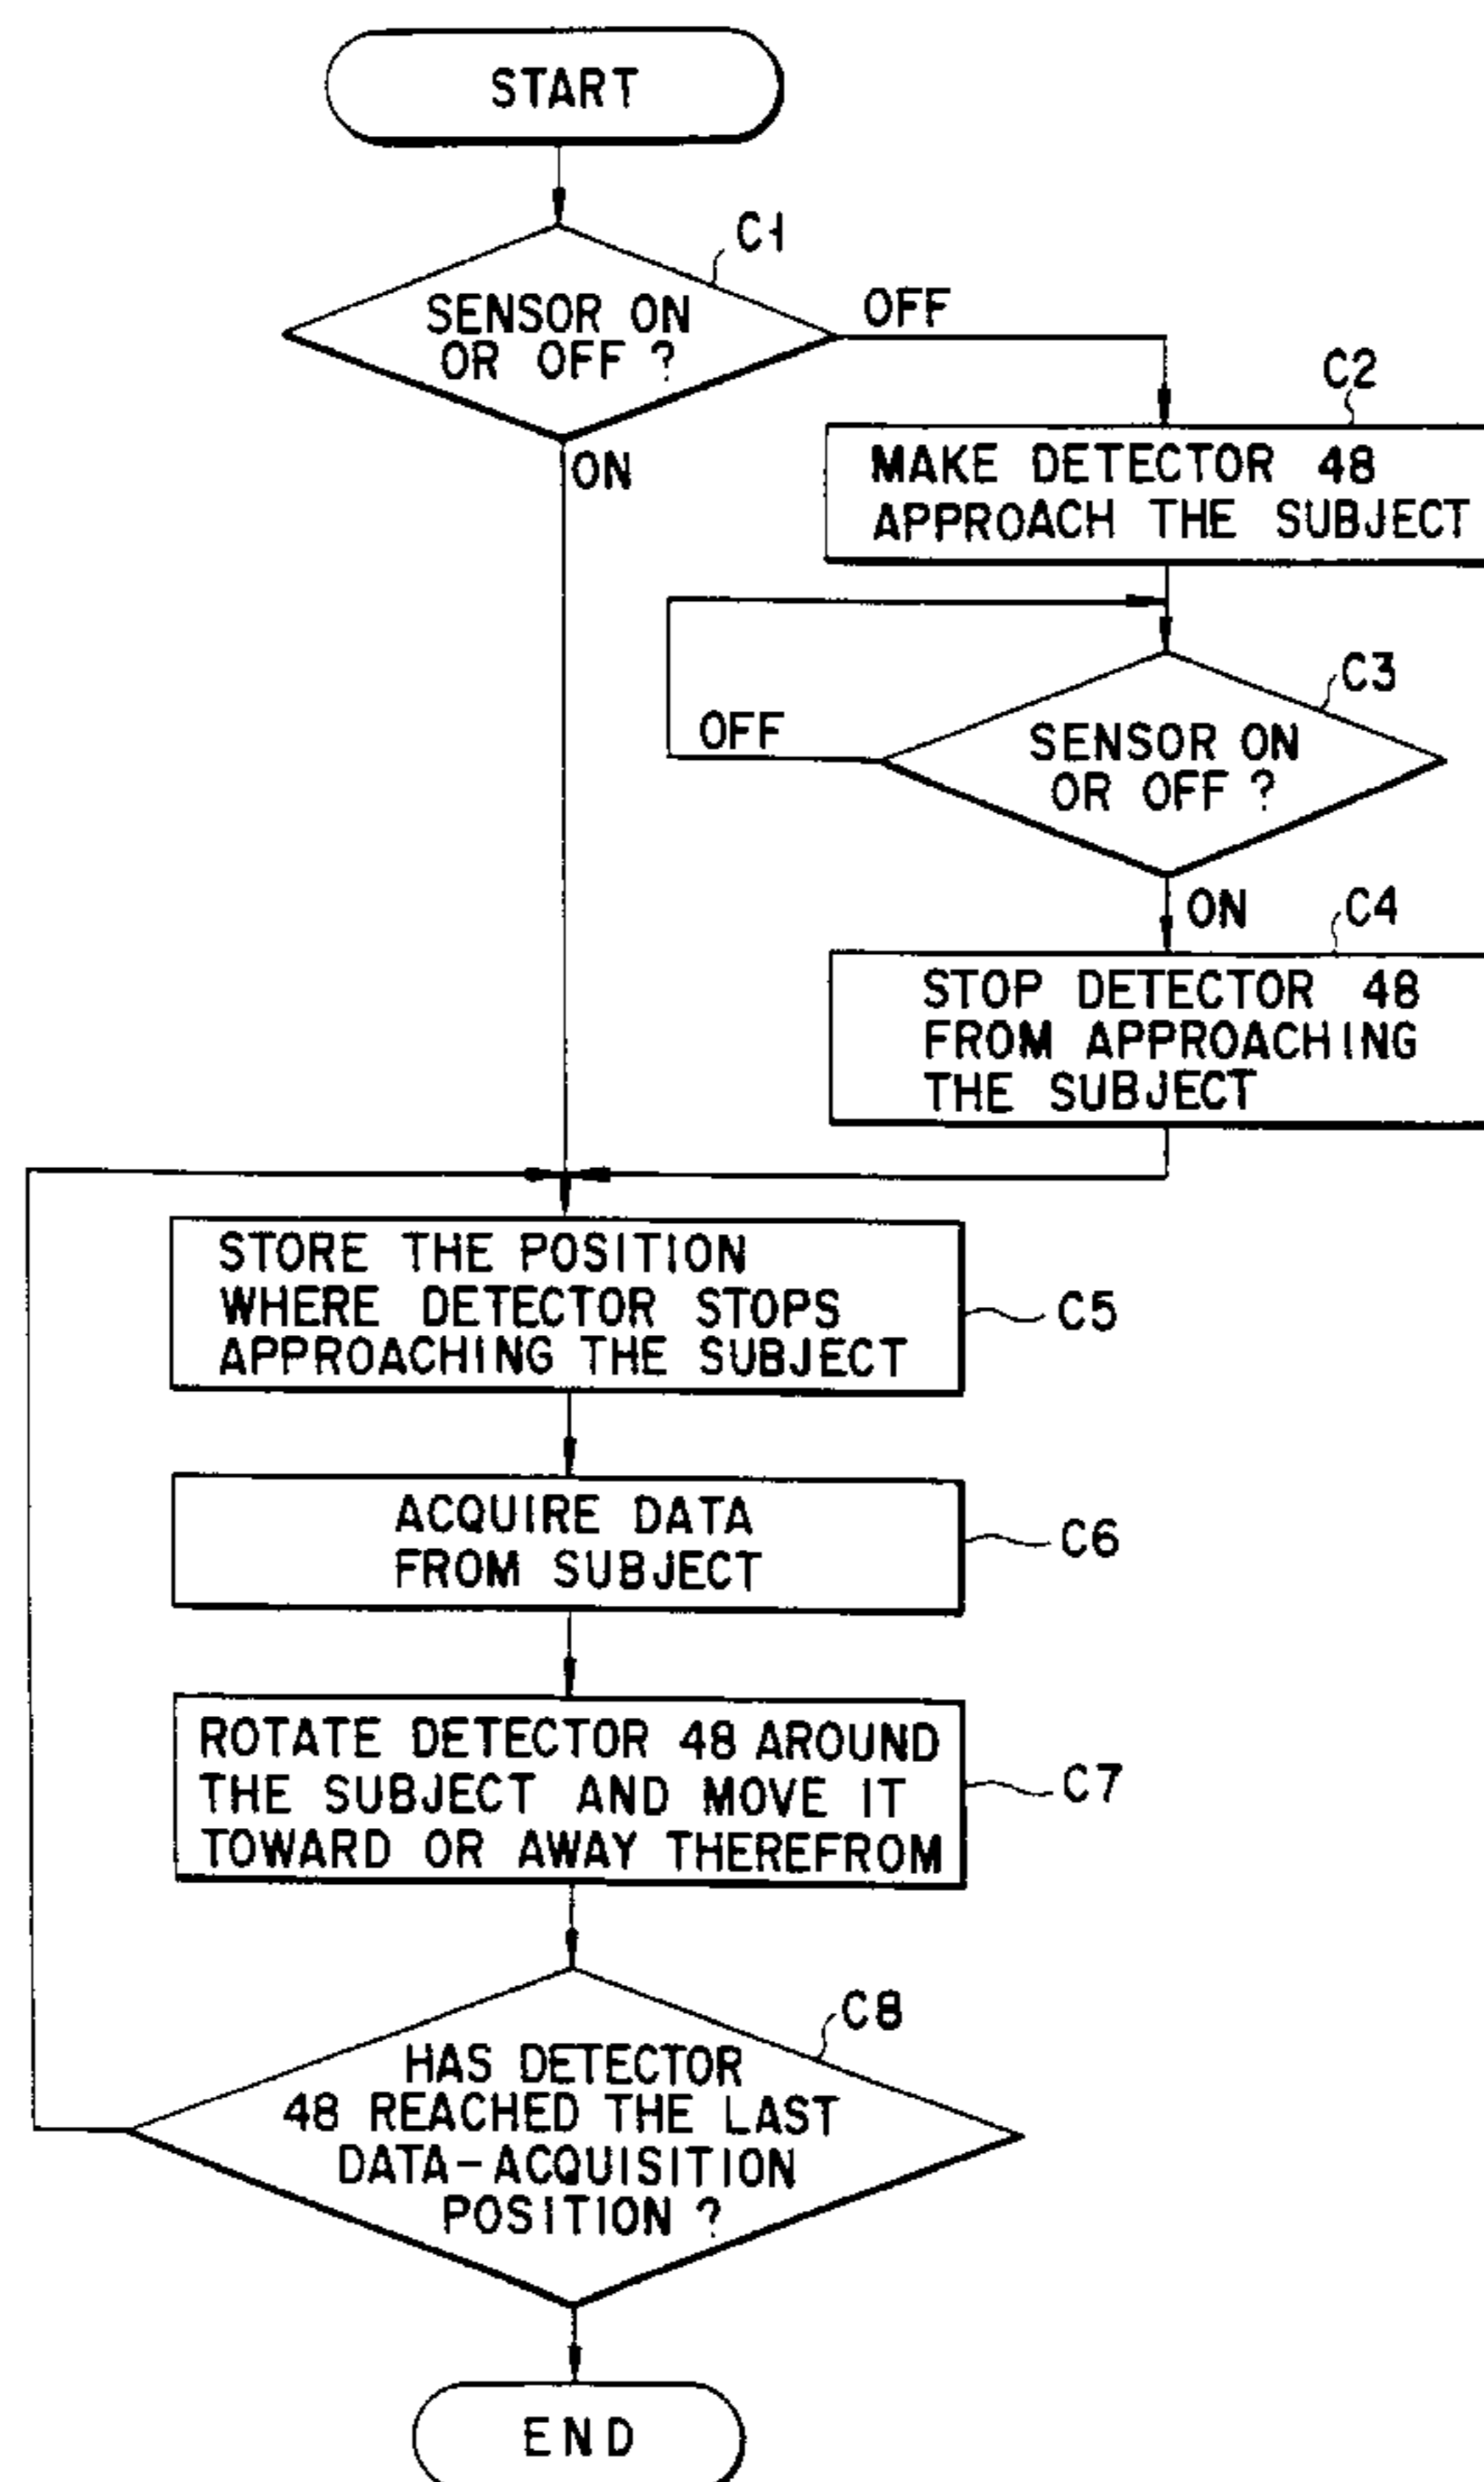 START
C1
SENSOR ON
OR OFF ?
OFF
ON
C2
MAKE DETECTOR 48
APPROACH THE SUBJECT
C3
OFF
SENSOR ON
OR OFF ?
ON
C4
STOP DETECTOR 48
FROM APPROACHING
THE SUBJECT
STORE THE POSITION
WHERE DETECTOR STOPS
APPROACHING THE SUBJECT
C5
ACQUIRE DATA
FROM SUBJECT
C6
ROTATE DETECTOR 48 AROUND
THE SUBJECT AND MOVE IT
TOWARD OR AWAY THEREFROM
C7
C8
HAS DETECTOR
48 REACHED THE LAST
DATA-ACQUISITION
POSITION ?
END